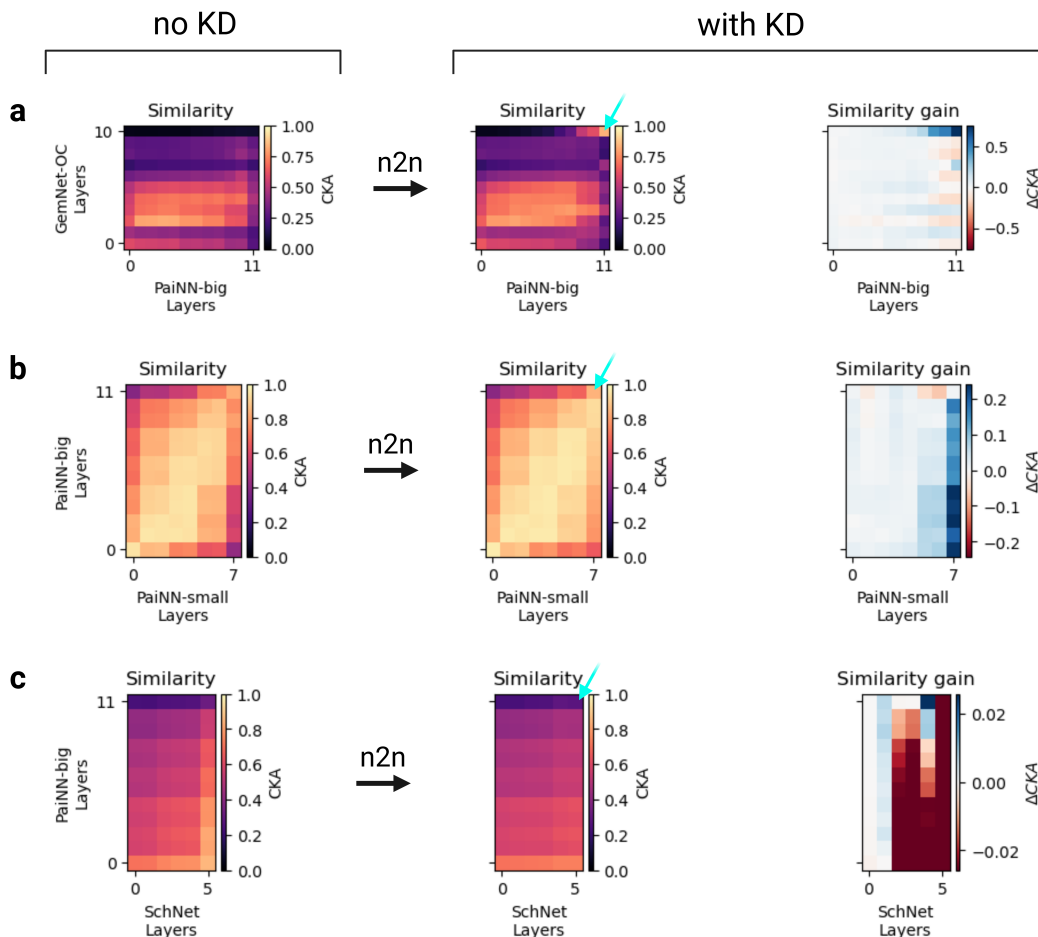 no KD
with KD
a
Similarity
10
0
GemNet-OC
Layers
0
11
PaiNN-big
Layers
1.00
0.75
0.50
0.25
0.00
CKA
n2n
Similarity
0
11
PaiNN-big
Layers
1.00
0.75
0.50
0.25
0.00
CKA
Similarity gain
0
11
PaiNN-big
Layers
0.5
0.0
−0.5
ΔCKA
b
Similarity
11
0
PaiNN-big
Layers
0
7
PaiNN-small
Layers
1.0
0.8
0.6
0.4
0.2
0.0
CKA
n2n
Similarity
0
7
PaiNN-small
Layers
1.0
0.8
0.6
0.4
0.2
0.0
CKA
Similarity gain
0
7
PaiNN-small
Layers
0.2
0.1
0.0
−0.1
−0.2
ΔCKA
c
Similarity
11
0
PaiNN-big
Layers
0
5
SchNet
Layers
1.0
0.8
0.6
0.4
0.2
0.0
CKA
n2n
Similarity
0
5
SchNet
Layers
1.0
0.8
0.6
0.4
0.2
0.0
CKA
Similarity gain
0
5
SchNet
Layers
0.02
0.00
−0.02
ΔCKA